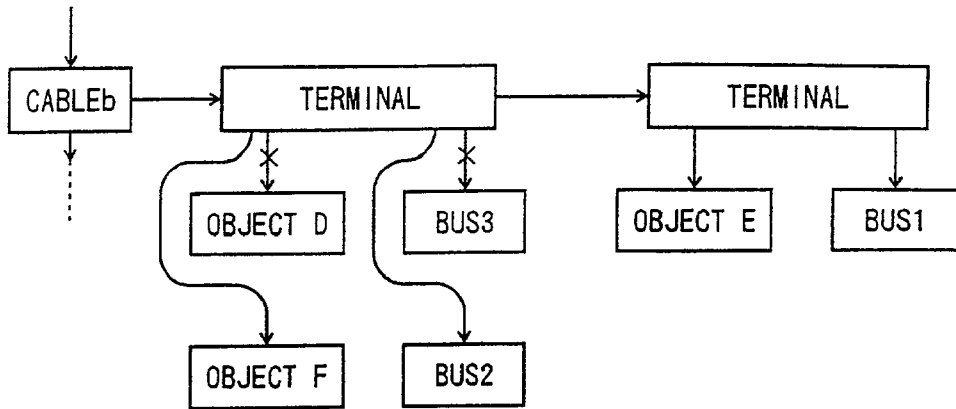 CABLEb
TERMINAL
TERMINAL
OBJECT D
BUS3
OBJECT E
BUS1
OBJECT F
BUS2